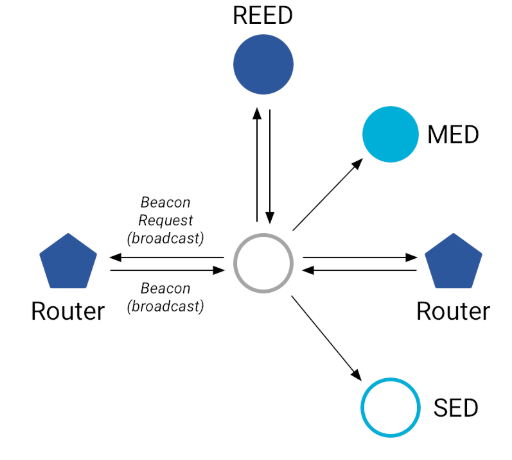 REED
MED
Beacon
Request
(broadcast)
Beacon
(broadcast)
Router
Router
SED